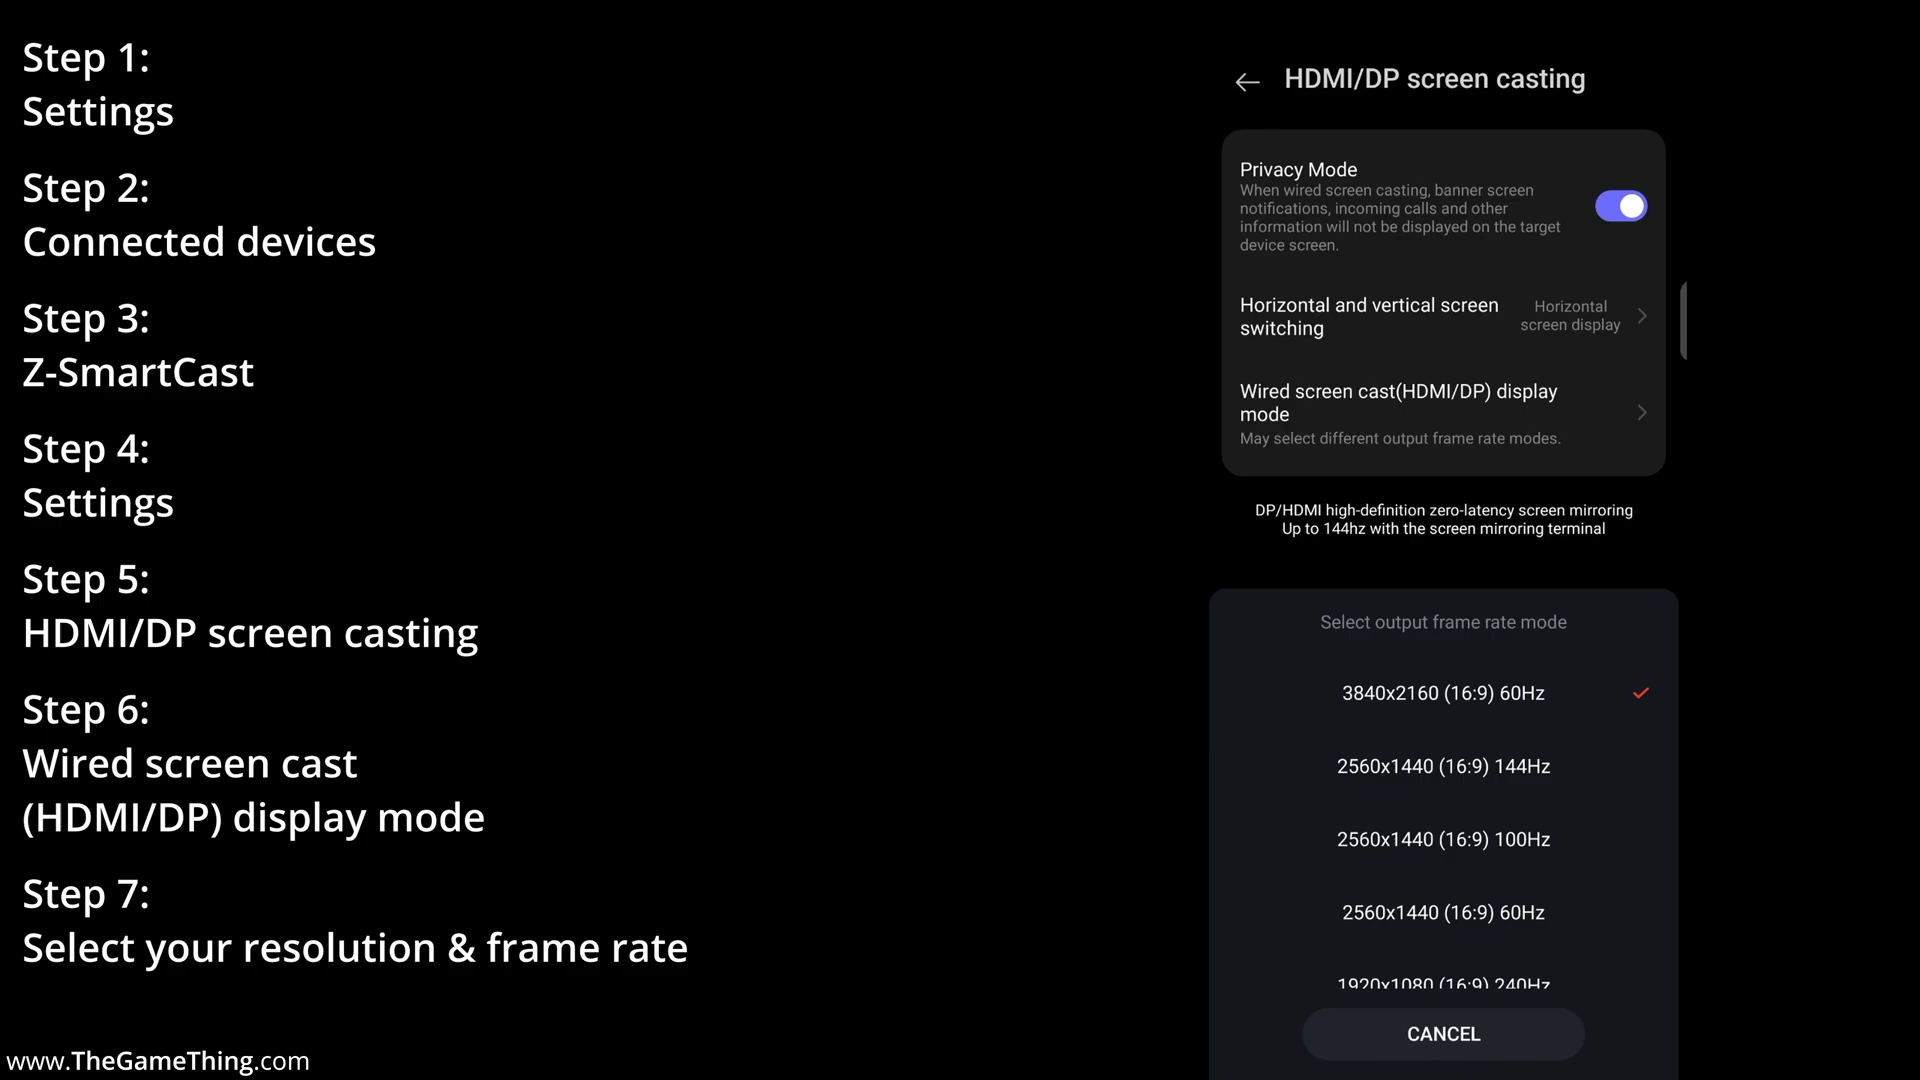 Step 1:
Settings
Step 2:
Connected devices
Step 3:
Z-SmartCast
Step 4:
Settings
Step 5:
HDMI/DP screen casting
Step 6:
Wired screen cast
(HDMI/DP) display mode
Step 7:
Select your resolution & frame rate
www.TheGameThing.com
HDMI/DP screen casting
Privacy Mode
When wired screen casting, banner screen
notifications, incoming calls and other
information will not be displayed on the target
device screen.
Horizontal and vertical screen
switching
Horizontal
screen display
Wired screen cast(HDMI/DP) display
mode
May select different output frame rate modes.
DP/HDMI high-definition zero-latency screen mirroring
Up to 144hz with the screen mirroring terminal
Select output frame rate mode
3840x2160 (16:9) 60Hz
2560x1440 (16:9) 144Hz
2560x1440 (16:9) 100Hz
2560x1440 (16:9) 60Hz
1920x1080 (16:9) 240Hz
CANCEL